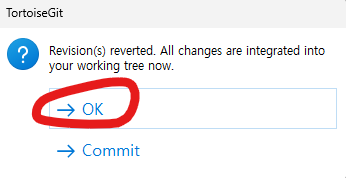 TortoiseGit
Revision(s) reverted. All changes are integrated into
your working tree now.
OK
Commit